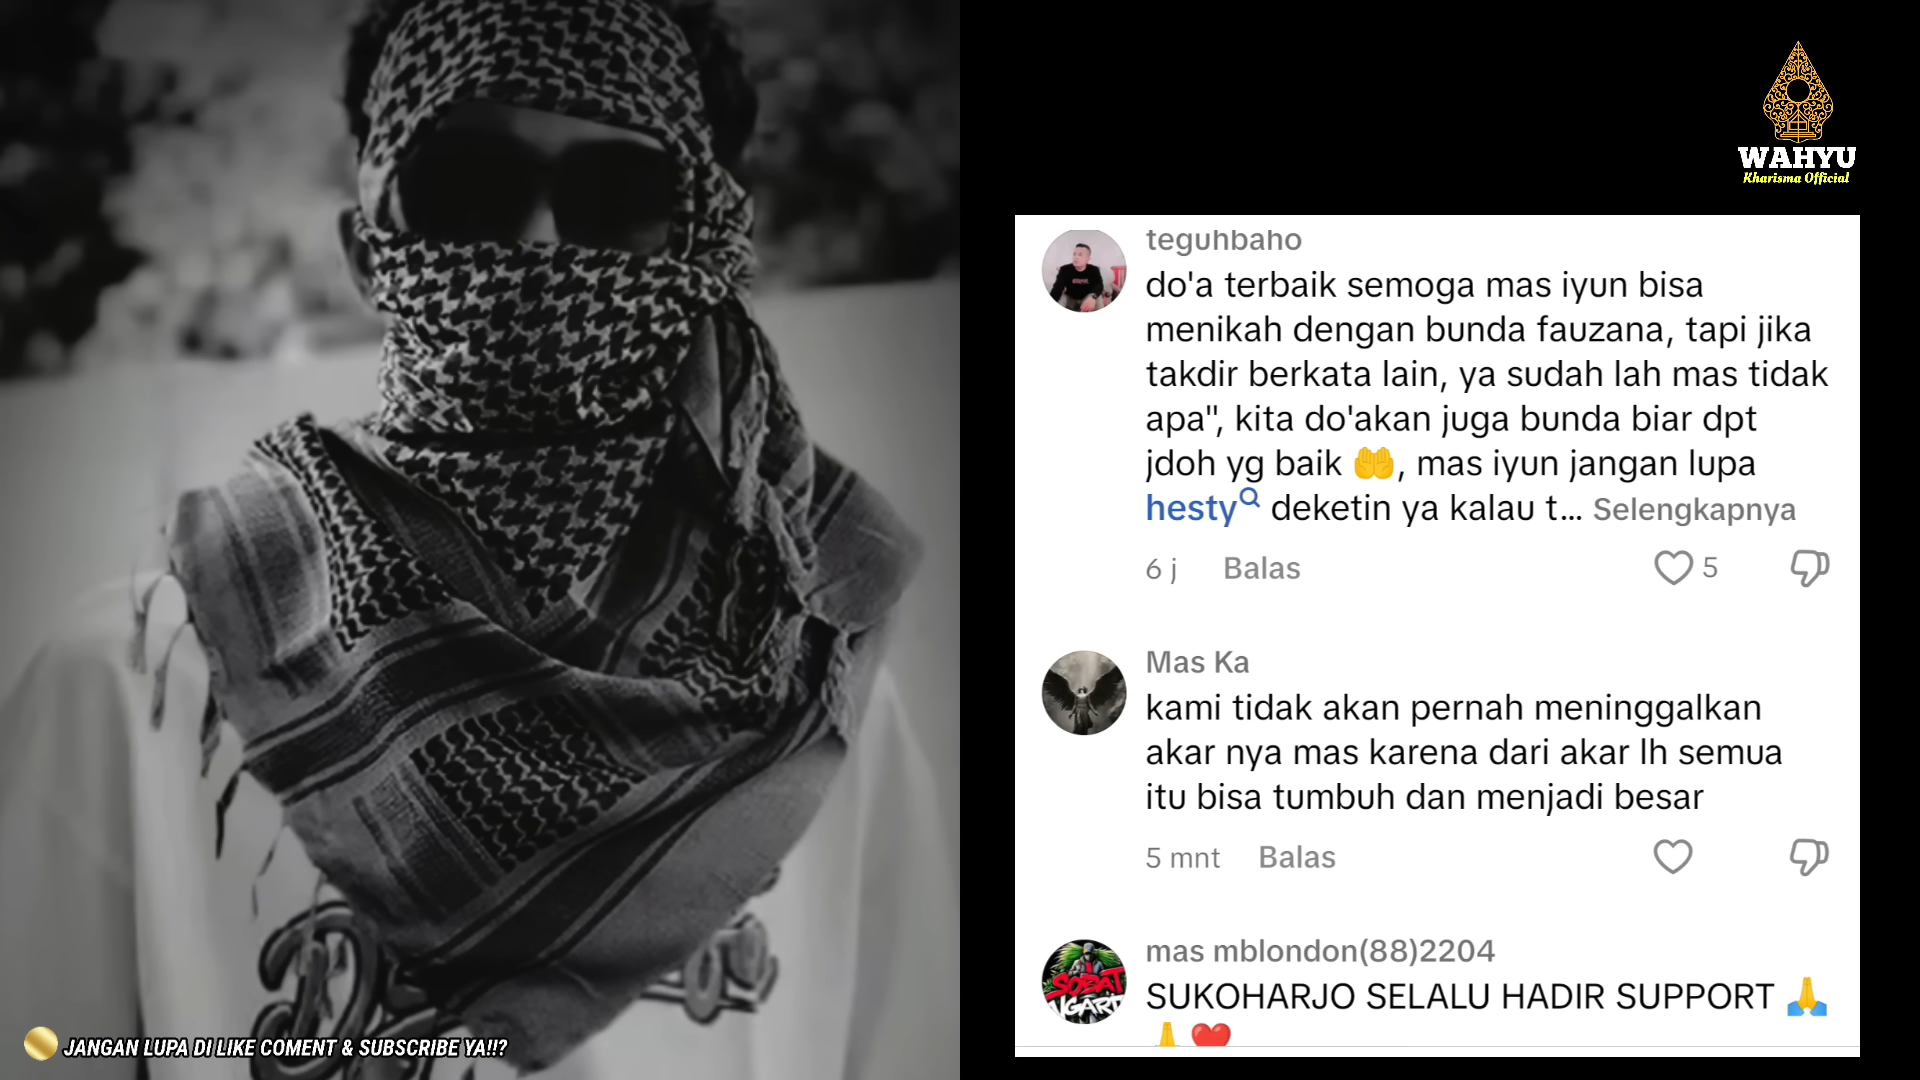 WAHYU
Kharisma Official
teguhbaho
do'a terbaik semoga mas iyun bisa
menikah dengan bunda fauzana, tapi jika
takdir berkata lain, ya sudah lah mas tidak
apa", kita do'akan juga bunda biar dpt
jdoh yg baik 🤲, mas iyun jangan lupa
hesty deketin ya kalau t... Selengkapnya
6 j Balas 5
Mas Ka
kami tidak akan pernah meninggalkan
akar nya mas karena dari akar lh semua
itu bisa tumbuh dan menjadi besar
5 mnt Balas
mas mblondon(88)2204
SUKOHARJO SELALU HADIR SUPPORT 🙏
🙏❤️
SOBAT
NGARIT
JANGAN LUPA DI LIKE COMENT & SUBSCRIBE YA!!?